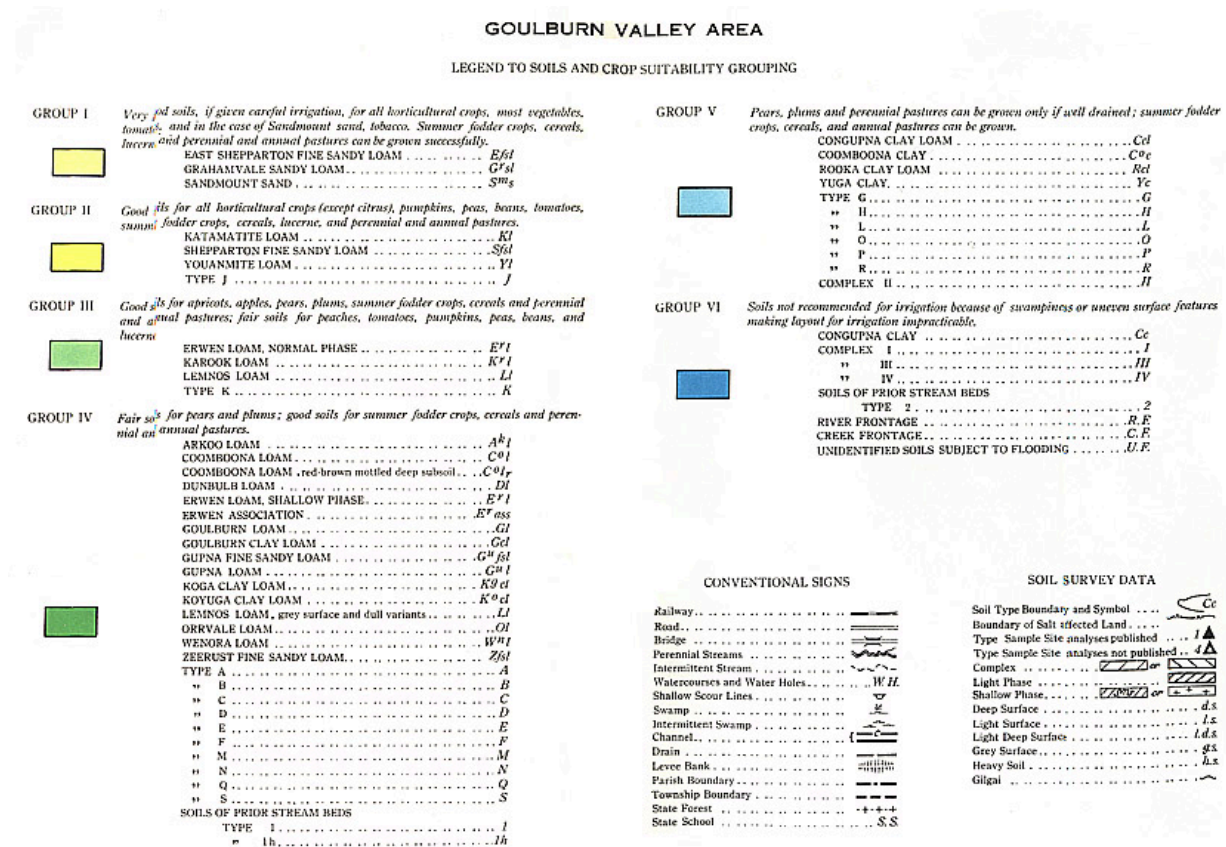 GOULBURN VALLEY AREA
LEGEND TO SOILS AND CROP SUITABILITY GROUPING
GROUP I
Very soils, if given careful irrigation, for all horticultural crops, most vegetables,
and in the case of Sandmount sand, tobacco. Summer fodder crops, cereals,
lucerne and perennial and annual pastures can be grown successfully.
EAST SHEPPARTON FINE SANDY LOAM .......... Efsl
GRAHAMVALE SANDY LOAM .......... Grsl
SANDMOUNT SAND .......... Sms
GROUP II
Good for all horticultural crops (except citrus), pumpkins, peas, beans, tomatoes,
fodder crops, cereals, lucerne, and perennial and annual pastures.
KATAMATITE LOAM .......... Kl
SHEPPARTON FINE SANDY LOAM .......... Sfsl
YOUANMITE LOAM .......... Yl
TYPE J .......... J
GROUP III
Good for apricots, apples, pears, plums, summer fodder crops, cereals and perennial
and pastures; fair soils for peaches, tomatoes, pumpkins, peas, beans, and
lucerne
ERWEN LOAM, NORMAL PHASE .......... Erl
KAROOK LOAM .......... Krl
LEMNOS LOAM .......... Ll
TYPE K .......... K
GROUP IV
Fair for pears and plums; good soils for summer fodder crops, cereals and peren-
nial annual pastures.
ARKOO LOAM .......... Akl
COOMBOONA LOAM .......... Col
COOMBOONA LOAM, red-brown mottled deep subsoil .... Colr
DUNBULB LOAM .......... Dl
ERWEN LOAM, SHALLOW PHASE .......... Erl
ERWEN ASSOCIATION .......... Er ass
GOULBURN LOAM .......... Gl
GOULBURN CLAY LOAM .......... Gcl
GUPNA FINE SANDY LOAM .......... Gufsl
GUPNA LOAM .......... Gul
KOGA CLAY LOAM .......... Kgcl
KOYUGA CLAY LOAM .......... Kocl
LEMNOS LOAM, grey surface and dull variants .......... Ll
ORRVALE LOAM .......... Ol
WENORA LOAM .......... Wnl
ZEERUST FINE SANDY LOAM .......... Zfsl
TYPE A .......... A
" B .......... B
" C .......... C
" D .......... D
" E .......... E
" F .......... F
" M .......... M
" N .......... N
" Q .......... Q
" S .......... S
SOILS OF PRIOR STREAM BEDS
TYPE 1 .......... 1
" 1h .......... 1h
GROUP V
Pears, plums and perennial pastures can be grown only if well drained; summer fodder
crops, cereals, and annual pastures can be grown.
CONGUPNA CLAY LOAM .......... Ccl
COOMBOONA CLAY .......... Coc
ROOKA CLAY LOAM .......... Rcl
YUGA CLAY .......... Yc
TYPE G .......... G
" H .......... H
" L .......... L
" O .......... O
" P .......... P
" R .......... R
COMPLEX II .......... II
GROUP VI
Soils not recommended for irrigation because of swampiness or uneven surface features
making layout for irrigation impracticable.
CONGUPNA CLAY .......... Cc
COMPLEX I .......... I
" III .......... III
" IV .......... IV
SOILS OF PRIOR STREAM BEDS
TYPE 2 .......... 2
RIVER FRONTAGE .......... R.F.
CREEK FRONTAGE .......... C.F.
UNIDENTIFIED SOILS SUBJECT TO FLOODING .......... U.F.
CONVENTIONAL SIGNS
Railway
Road
Bridge
Perennial Streams
Intermittent Stream
Watercourses and Water Holes .......... W.H.
Shallow Scour Lines
Swamp
Intermittent Swamp
Channel .......... C
Drain
Levee Bank
Parish Boundary
Township Boundary
State Forest
State School .......... S.S.
SOIL SURVEY DATA
Soil Type Boundary and Symbol .... Cc
Boundary of Salt affected Land
Type Sample Site analyses published .... 1
Type Sample Site analyses not published .. 4
Complex .......... or
Light Phase
Shallow Phase .......... or
Deep Surface .......... d.s.
Light Surface .......... l.s.
Light Deep Surface .......... l.d.s.
Grey Surface .......... g.s.
Heavy Soil .......... h.s.
Gilgai